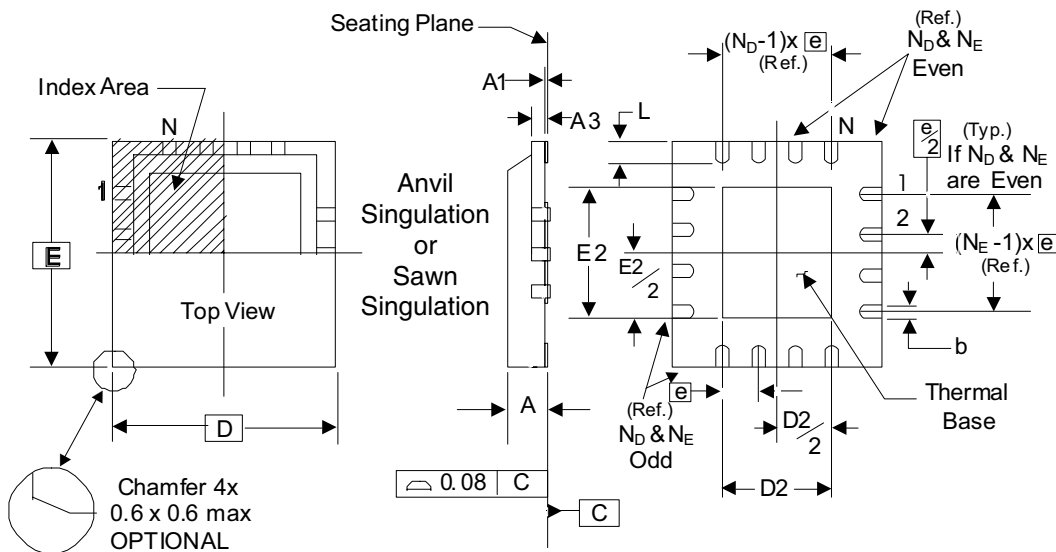 Seating Plane
Index Area
N
1
E
Top View
D
Chamfer 4x
0.6 x 0.6 max
OPTIONAL
Anvil
Singulation
or
Sawn
Singulation
A1
A3
A
0.08 C
C
L
E2
E2/2
(N_D-1)x e
(Ref.)
(Ref.)
N_D & N_E
Even
N
e/2
(Typ.)
If N_D & N_E
are Even
1
2
(N_E-1)x e
(Ref.)
b
Thermal
Base
e
(Ref.)
N_D & N_E
Odd
D2/2
D2